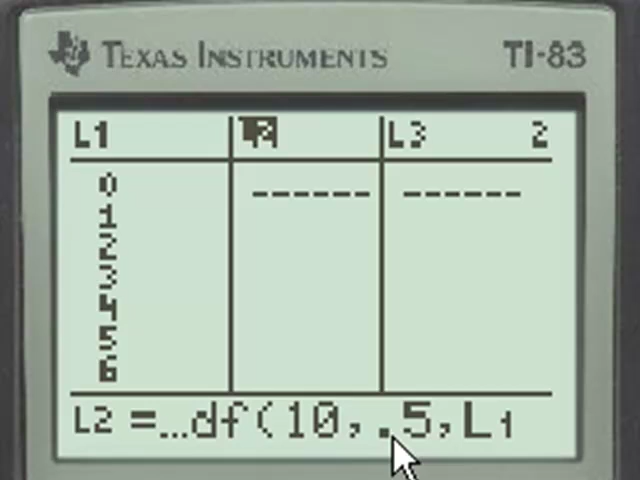 TEXAS INSTRUMENTS TI-83
L1 L2 L3 2
0 ------ ------
1
2
3
4
5
6
L2 =...df(10,.5,L1